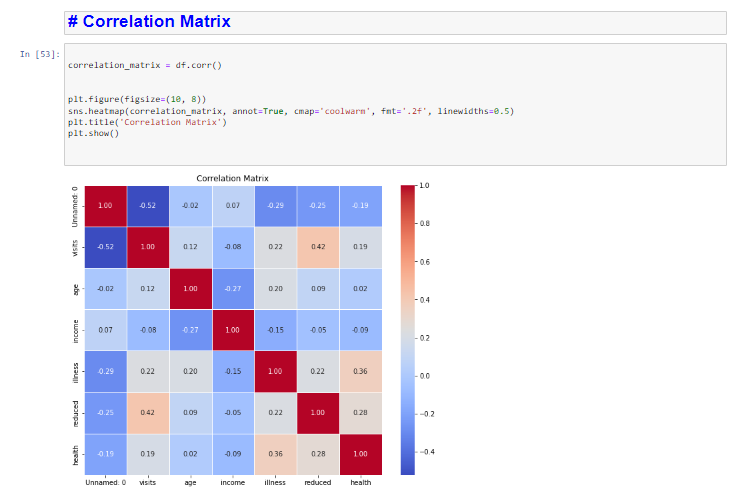 # Correlation Matrix
In [53]:
correlation_matrix = df.corr()
plt.figure(figsize=(10, 8))
sns.heatmap(correlation_matrix, annot=True, cmap='coolwarm', fmt='.2f', linewidths=0.5)
plt.title('Correlation Matrix')
plt.show()
Correlation Matrix
Unnamed: 0 1.00 -0.52 -0.02 0.07 -0.29 -0.25 -0.19
visits -0.52 1.00 0.12 -0.08 0.22 0.42 0.19
age -0.02 0.12 1.00 -0.27 0.20 0.09 0.02
income 0.07 -0.08 -0.27 1.00 -0.15 -0.05 -0.09
illness -0.29 0.22 0.20 -0.15 1.00 0.22 0.36
reduced -0.25 0.42 0.09 -0.05 0.22 1.00 0.28
health -0.19 0.19 0.02 -0.09 0.36 0.28 1.00
Unnamed: 0 visits age income illness reduced health
1.0
0.8
0.6
0.4
0.2
0.0
-0.2
-0.4